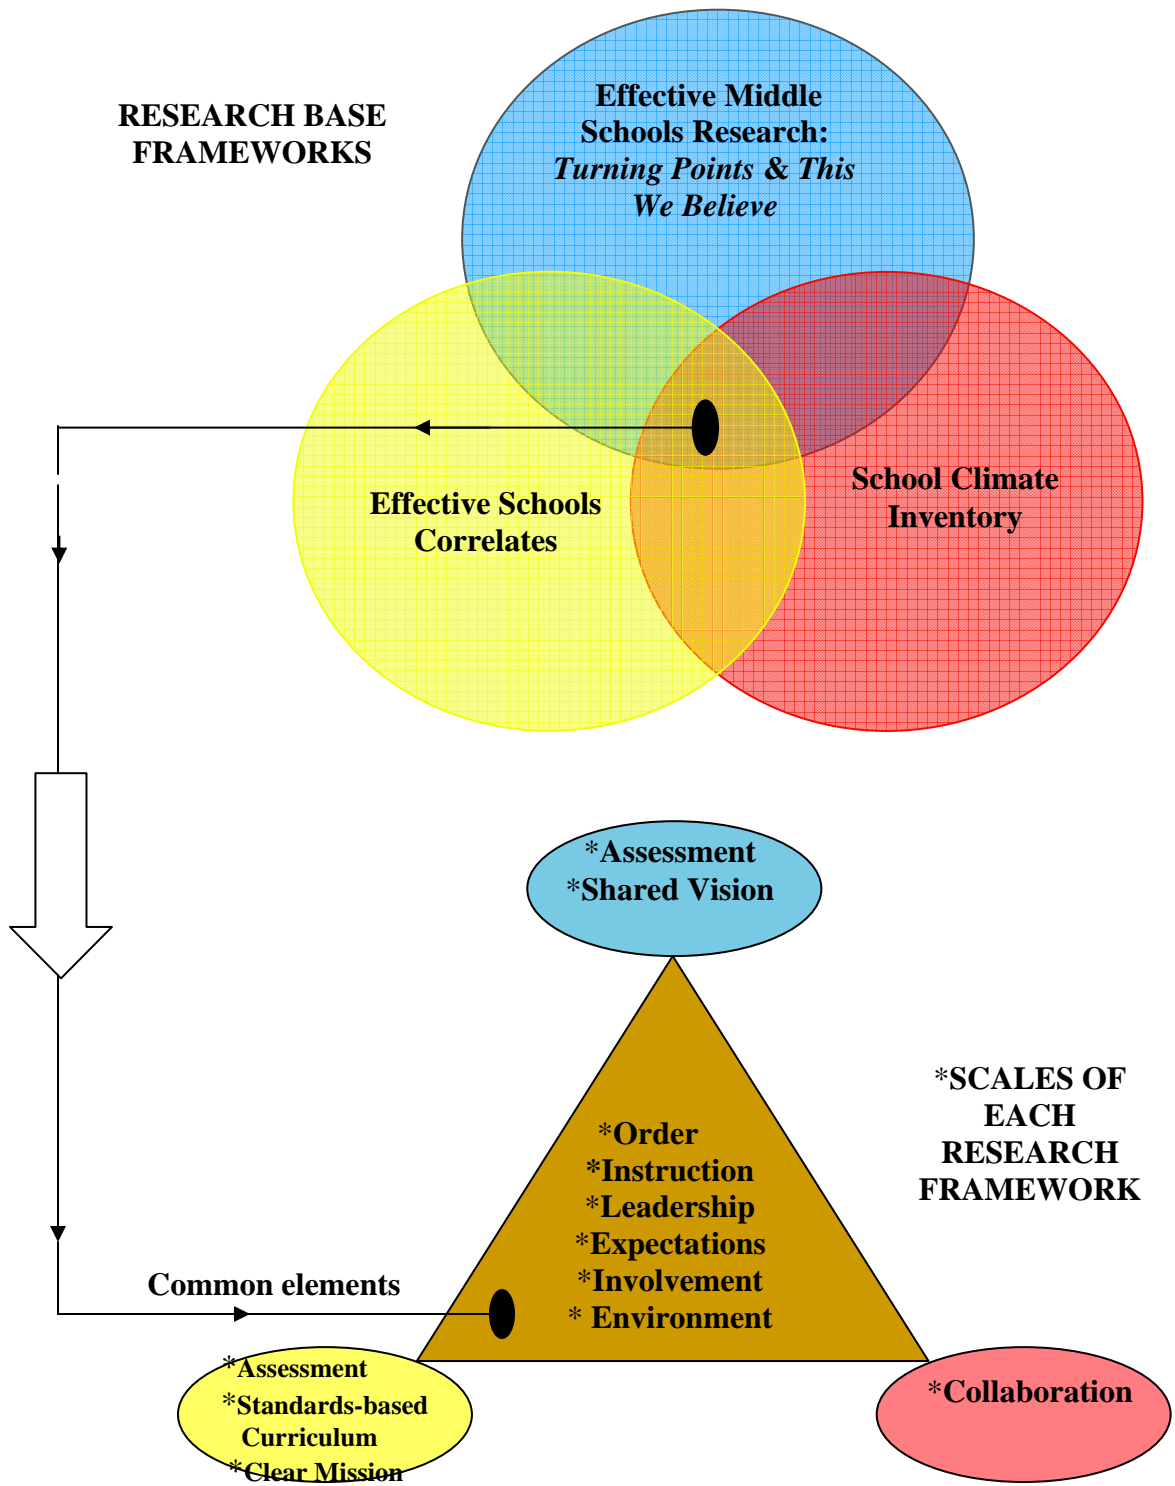 RESEARCH BASE
FRAMEWORKS
Effective Middle
Schools Research:
Turning Points & This
We Believe
Effective Schools
Correlates
School Climate
Inventory
*Assessment
*Shared Vision
*SCALES OF
EACH
RESEARCH
FRAMEWORK
*Order
*Instruction
*Leadership
*Expectations
*Involvement
* Environment
Common elements
*Assessment
*Standards-based
Curriculum
*Clear Mission
*Collaboration